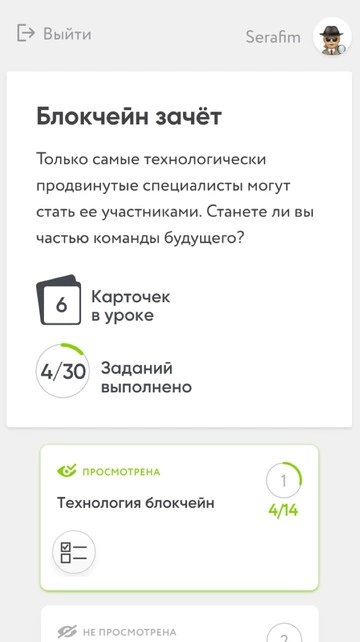 Выйти
Serafim
Блокчейн зачёт
Только самые технологически
продвинутые специалисты могут
стать ее участниками. Станете ли вы
частью команды будущего?
6
Карточек
в уроке
4/30
Заданий
выполнено
ПРОСМОТРЕНА
1
Технология блокчейн
4/14
НЕ ПРОСМОТРЕНА
2